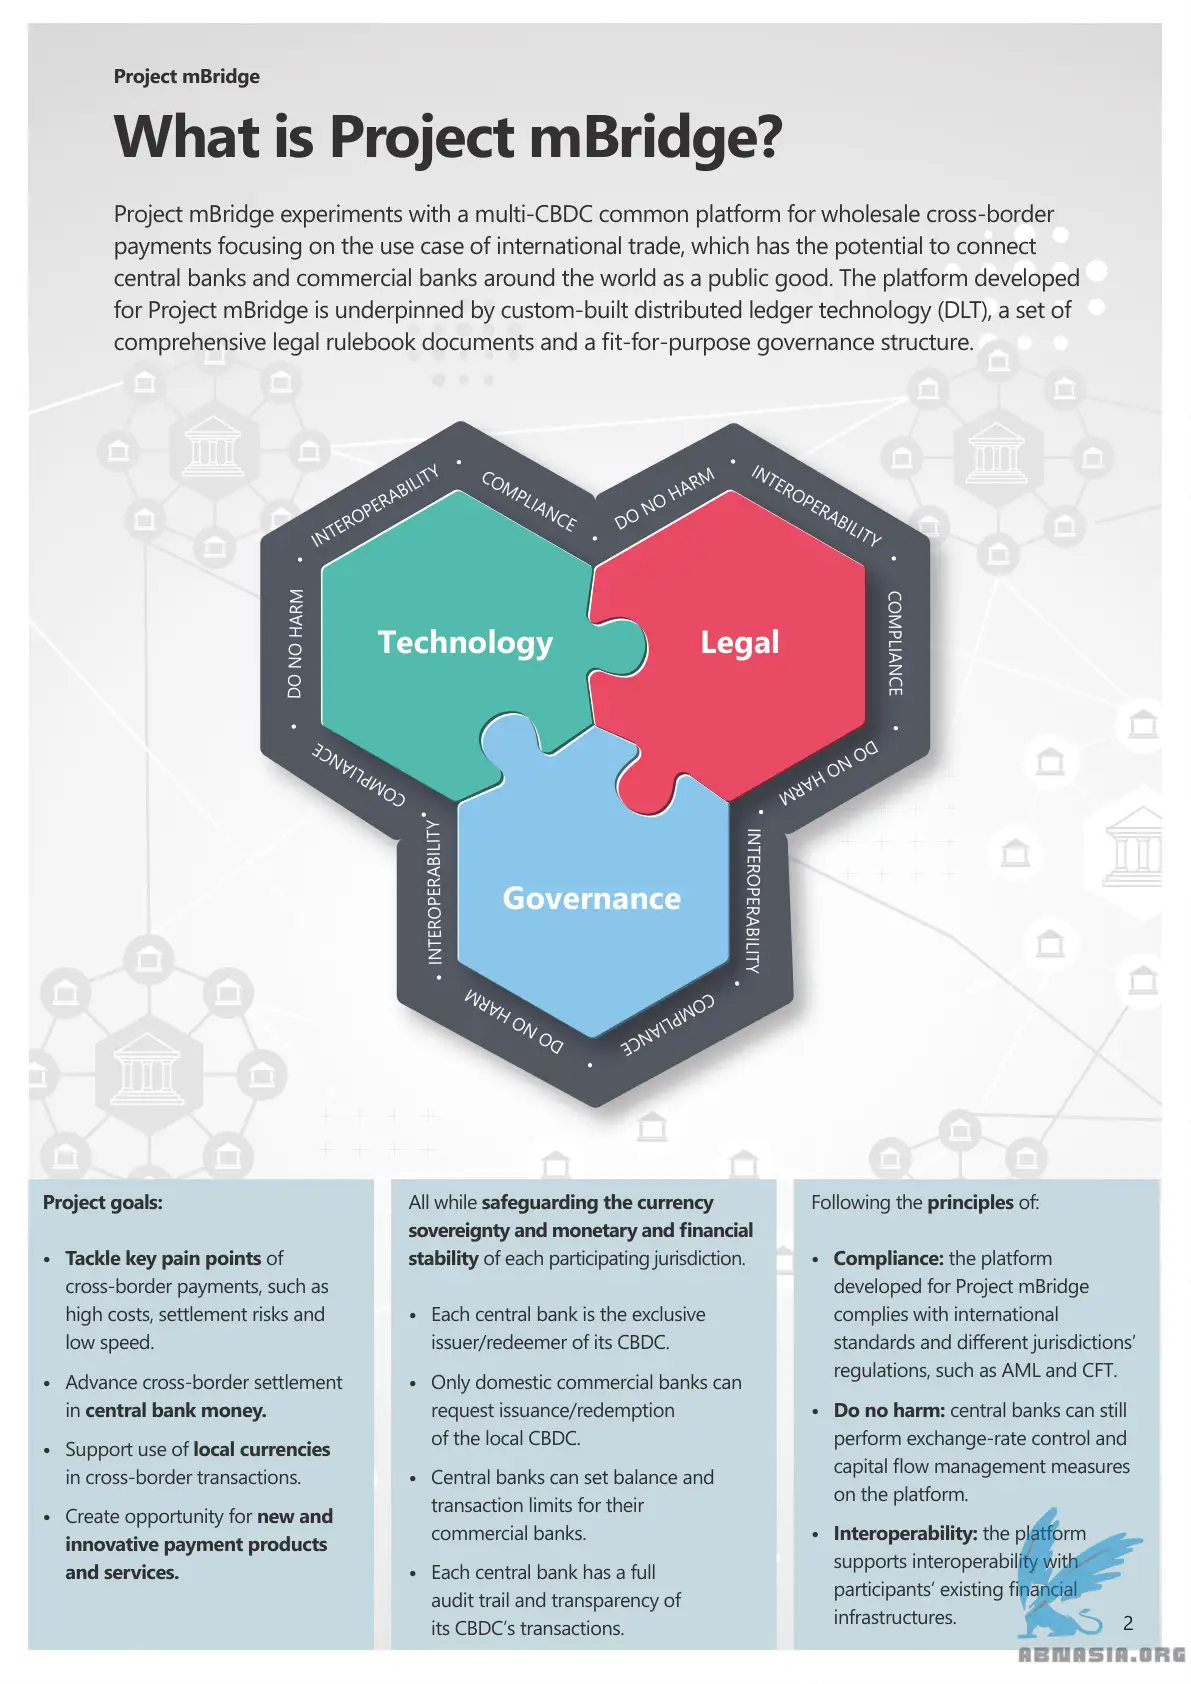 Project mBridge
What is Project mBridge?
Project mBridge experiments with a multi-CBDC common platform for wholesale cross-border
payments focusing on the use case of international trade, which has the potential to connect
central banks and commercial banks around the world as a public good. The platform developed
for Project mBridge is underpinned by custom-built distributed ledger technology (DLT), a set of
comprehensive legal rulebook documents and a fit-for-purpose governance structure.
DO NO HARM • INTEROPERABILITY • COMPLIANCE
• DO NO HARM • INTEROPERABILITY • COMPLIANCE
• DO NO HARM • INTEROPERABILITY
• COMPLIANCE • DO NO HARM
• INTEROPERABILITY • COMPLIANCE •
Technology
Legal
Governance
Project goals:
• Tackle key pain points of
cross-border payments, such as
high costs, settlement risks and
low speed.
• Advance cross-border settlement
in central bank money.
• Support use of local currencies
in cross-border transactions.
• Create opportunity for new and
innovative payment products
and services.
All while safeguarding the currency
sovereignty and monetary and financial
stability of each participating jurisdiction.
• Each central bank is the exclusive
issuer/redeemer of its CBDC.
• Only domestic commercial banks can
request issuance/redemption
of the local CBDC.
• Central banks can set balance and
transaction limits for their
commercial banks.
• Each central bank has a full
audit trail and transparency of
its CBDC’s transactions.
Following the principles of:
• Compliance: the platform
developed for Project mBridge
complies with international
standards and different jurisdictions’
regulations, such as AML and CFT.
• Do no harm: central banks can still
perform exchange-rate control and
capital flow management measures
on the platform.
• Interoperability: the platform
supports interoperability with
participants’ existing financial
infrastructures.
2
ABMASIA.ORG